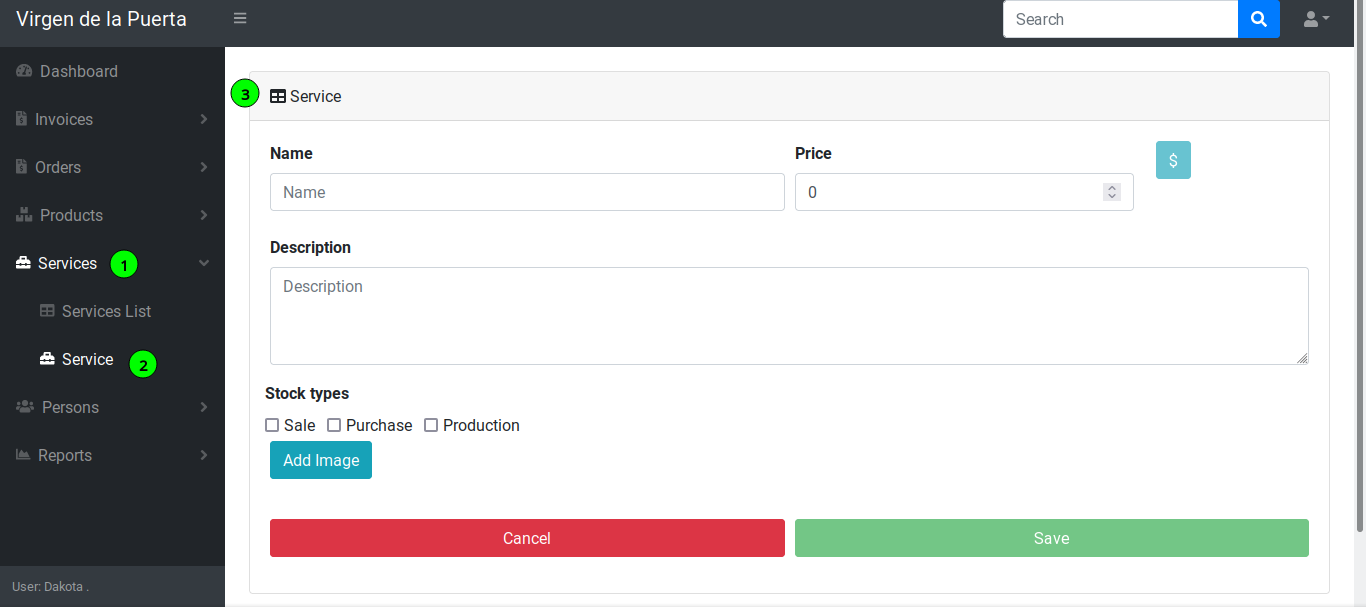 Virgen de la Puerta
Search
Dashboard
Invoices
Orders
Products
Services 1
Services List
Service 2
Persons
Reports
User: Dakota .
3 Service
Name
Name
Price
0
$
Description
Description
Stock types
Sale Purchase Production
Add Image
Cancel Save